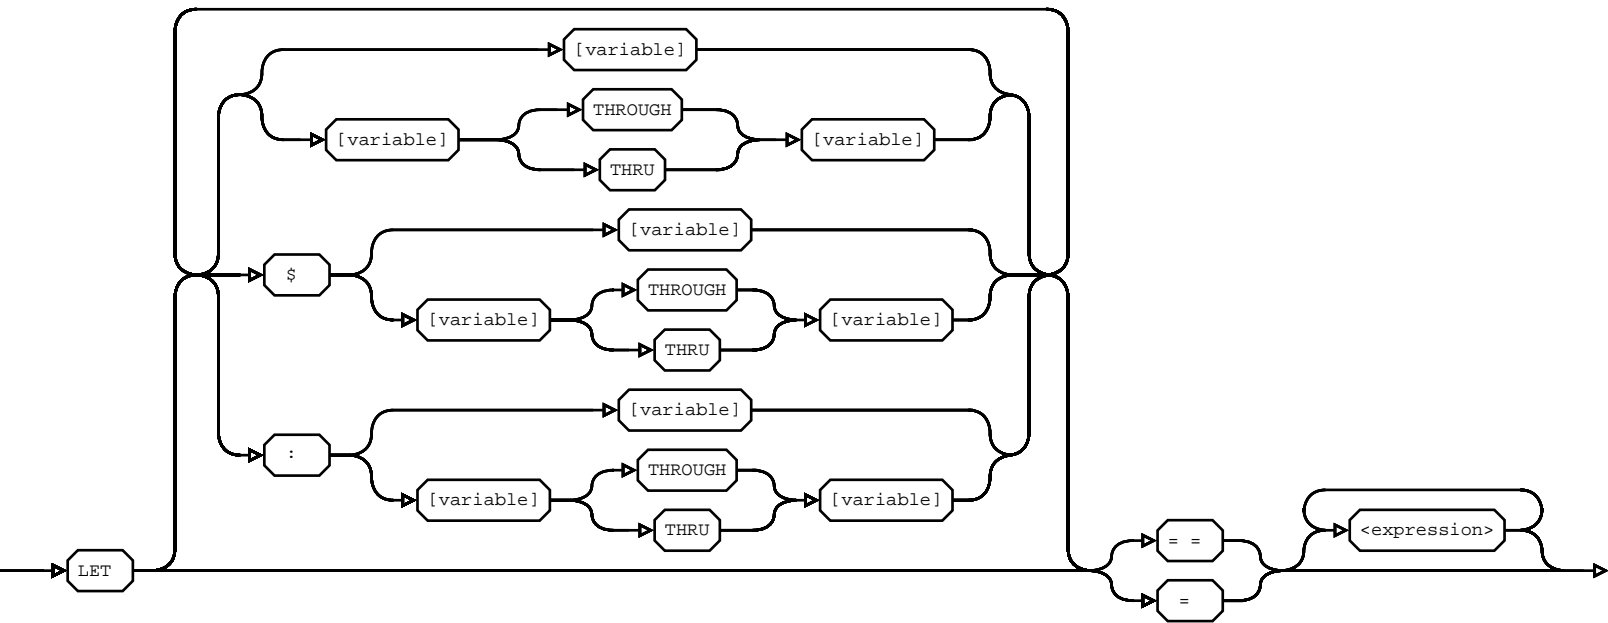 [variable]
THROUGH
[variable] [variable]
THRU
[variable]
$
THROUGH
[variable] [variable]
THRU
[variable]
:
THROUGH
[variable] [variable]
THRU
<expression>
= =
LET
=